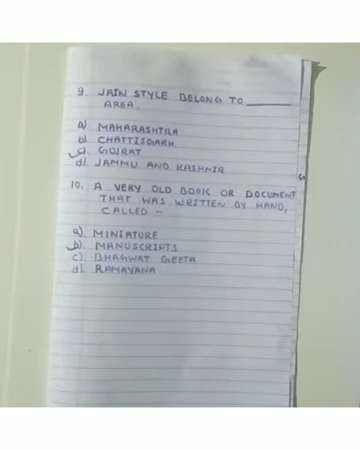 9. JAIN STYLE BELONG TO ______
AREA.
a) MAHARASHTRA
b) CHATTISGARH
c). GUJRAT
d). JAMMU AND KASHMIR
10. A VERY OLD BOOK OR DOCUMENT
THAT WAS WRITTEN BY HAND,
CALLED –
a). MINIATURE
b). MANUSCRIPTS
c). BHAGWAT GEETA
d). RAMAYANA